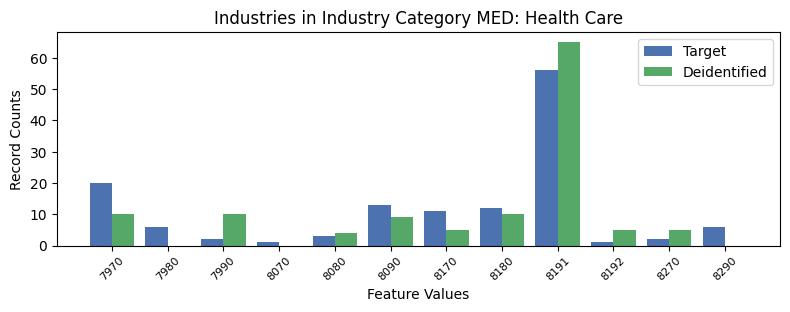 Industries in Industry Category MED: Health Care
Target
Deidentified
Record Counts
60
50
40
30
20
10
0
7970 7980 7990 8070 8080 8090 8170 8180 8191 8192 8270 8290
Feature Values